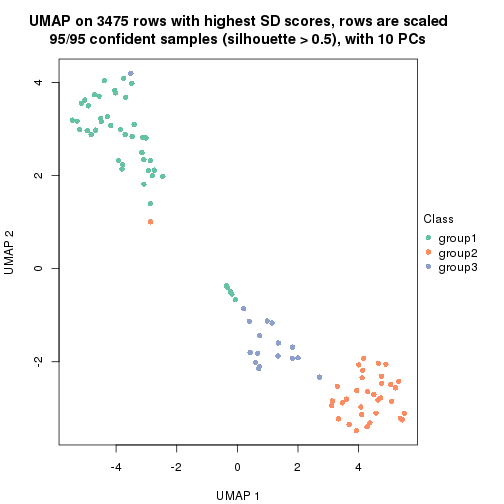 UMAP on 3475 rows with highest SD scores, rows are scaled
95/95 confident samples (silhouette > 0.5), with 10 PCs
4
2
0
-2
UMAP 2
-4
-2
0
2
4
UMAP 1
Class
group1
group2
group3